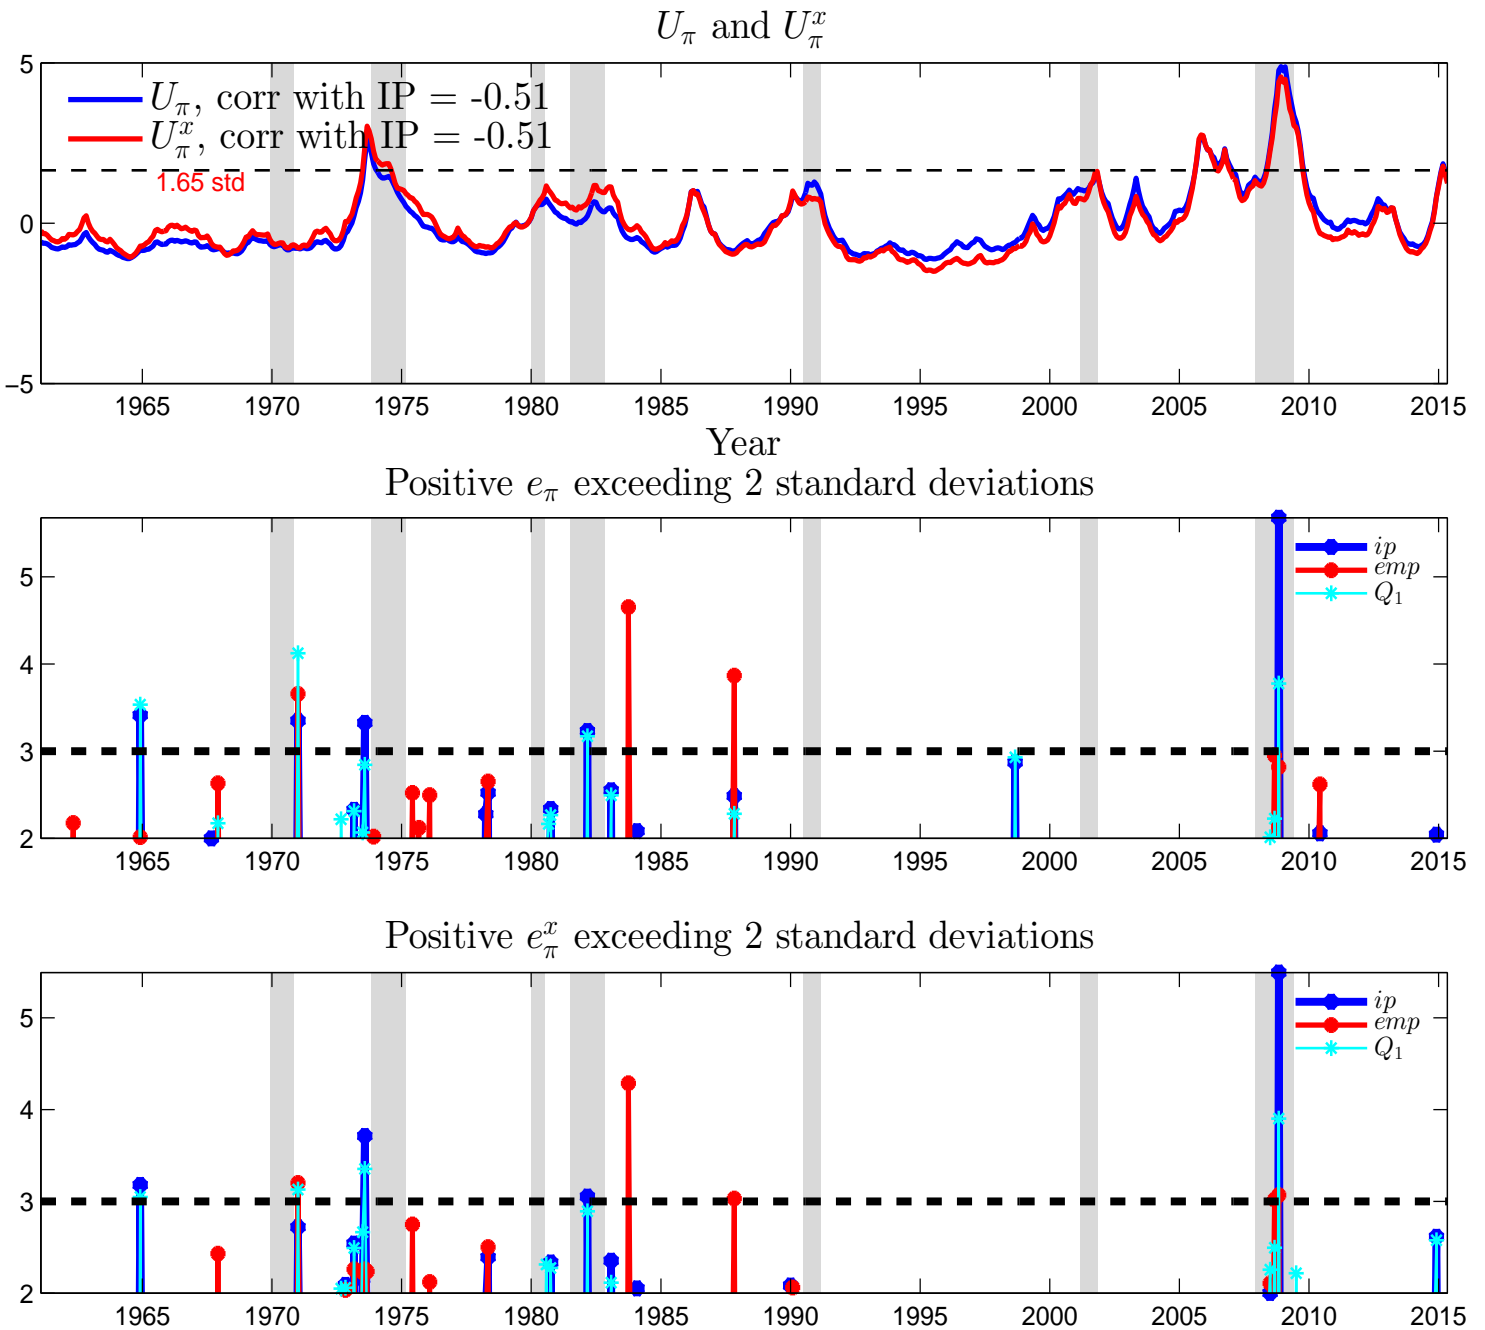 U_π and U_π^x
5
U_π, corr with IP = -0.51
U_π^x, corr with IP = -0.51
1.65 std
0
−5
1965 1970 1975 1980 1985 1990 1995 2000 2005 2010 2015
Year
Positive e_π exceeding 2 standard deviations
ip
emp
Q_1
5
4
3
2
1965 1970 1975 1980 1985 1990 1995 2000 2005 2010 2015
Positive e_π^x exceeding 2 standard deviations
ip
emp
Q_1
5
4
3
2
1965 1970 1975 1980 1985 1990 1995 2000 2005 2010 2015